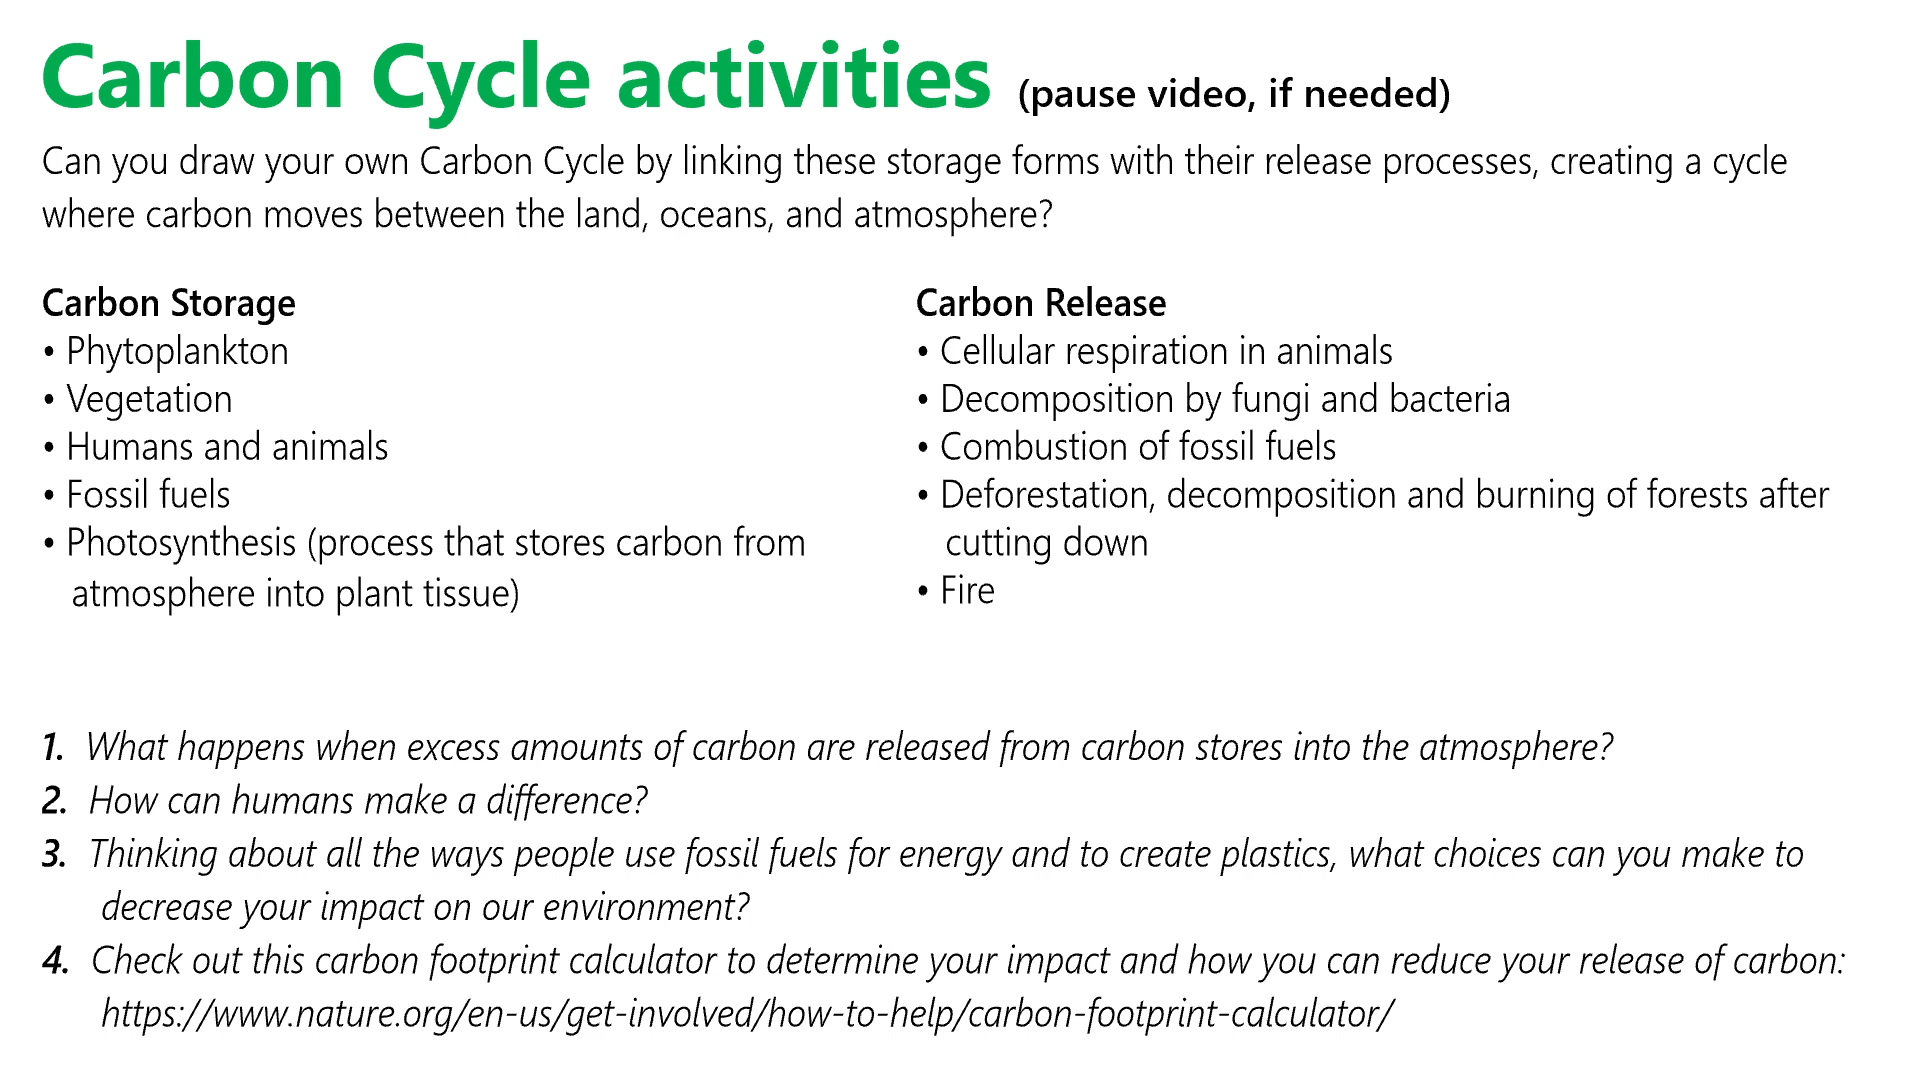 Carbon Cycle activities (pause video, if needed)
Can you draw your own Carbon Cycle by linking these storage forms with their release processes, creating a cycle
where carbon moves between the land, oceans, and atmosphere?
Carbon Storage
• Phytoplankton
• Vegetation
• Humans and animals
• Fossil fuels
• Photosynthesis (process that stores carbon from
atmosphere into plant tissue)
Carbon Release
• Cellular respiration in animals
• Decomposition by fungi and bacteria
• Combustion of fossil fuels
• Deforestation, decomposition and burning of forests after
cutting down
• Fire
1. What happens when excess amounts of carbon are released from carbon stores into the atmosphere?
2. How can humans make a difference?
3. Thinking about all the ways people use fossil fuels for energy and to create plastics, what choices can you make to
decrease your impact on our environment?
4. Check out this carbon footprint calculator to determine your impact and how you can reduce your release of carbon:
https://www.nature.org/en-us/get-involved/how-to-help/carbon-footprint-calculator/